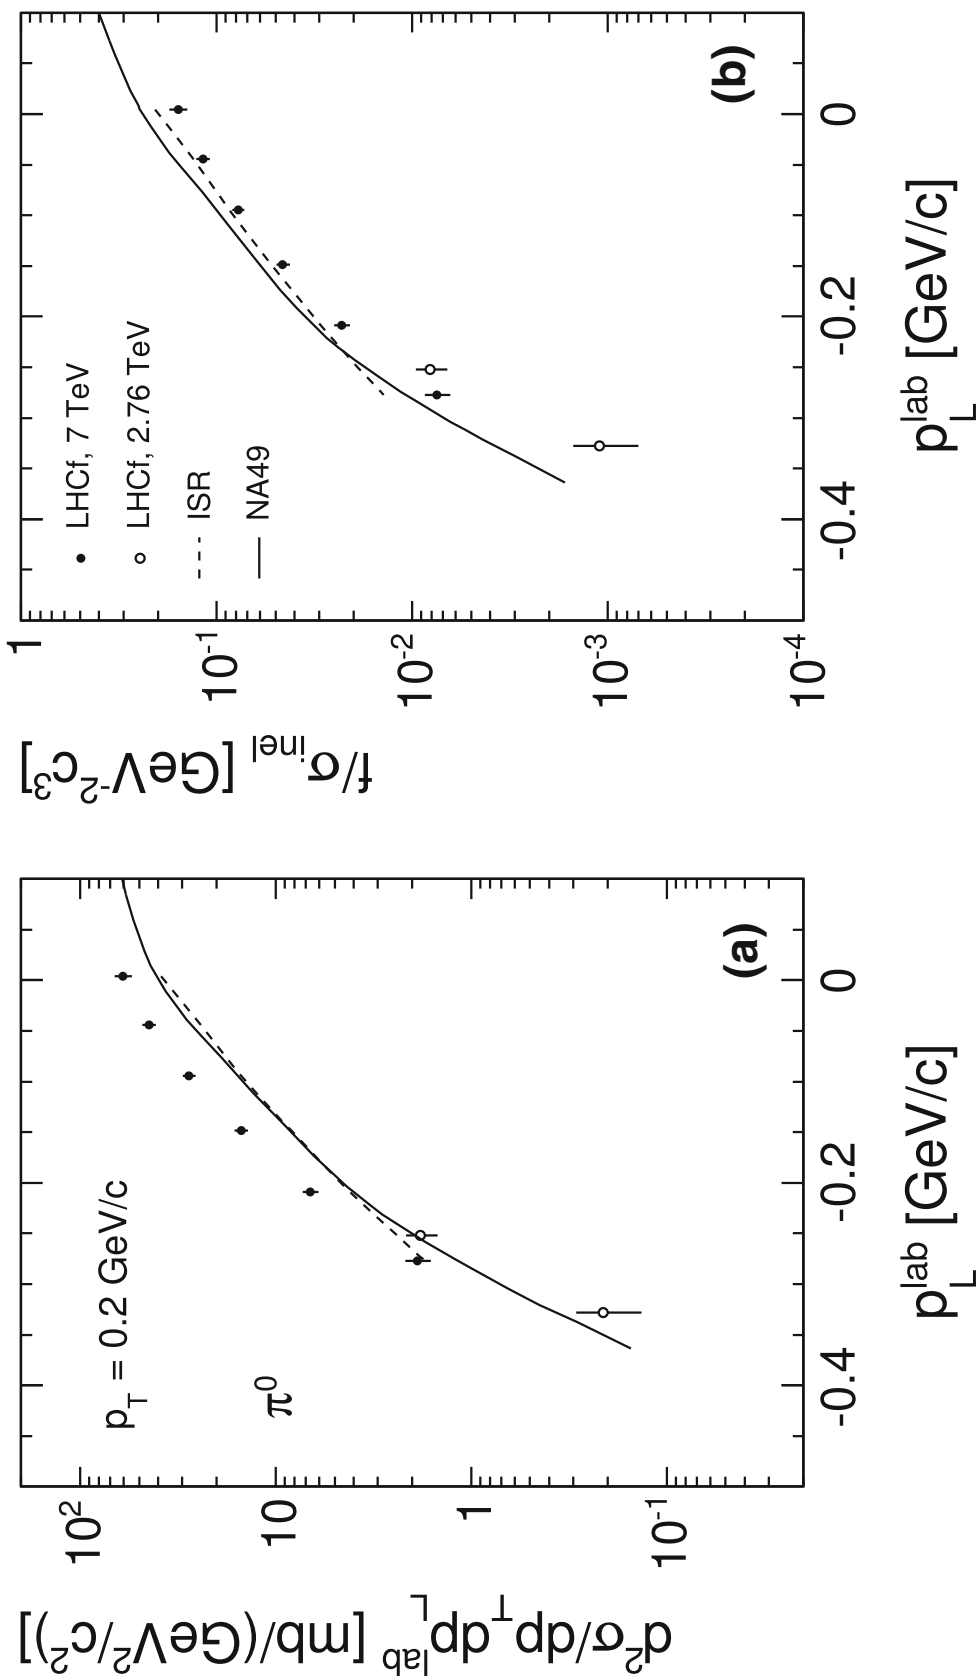 d²σ/dp_T dp_L^lab [mb/(GeV²/c²)]
10²
10
1
10⁻¹
p_T = 0.2 GeV/c
π⁰
(a)
-0.4
-0.2
0
p_L^lab [GeV/c]
f/σ_inel [GeV⁻²c³]
1
10⁻¹
10⁻²
10⁻³
10⁻⁴
LHCf, 7 TeV
LHCf, 2.76 TeV
ISR
NA49
(b)
-0.4
-0.2
0
p_L^lab [GeV/c]